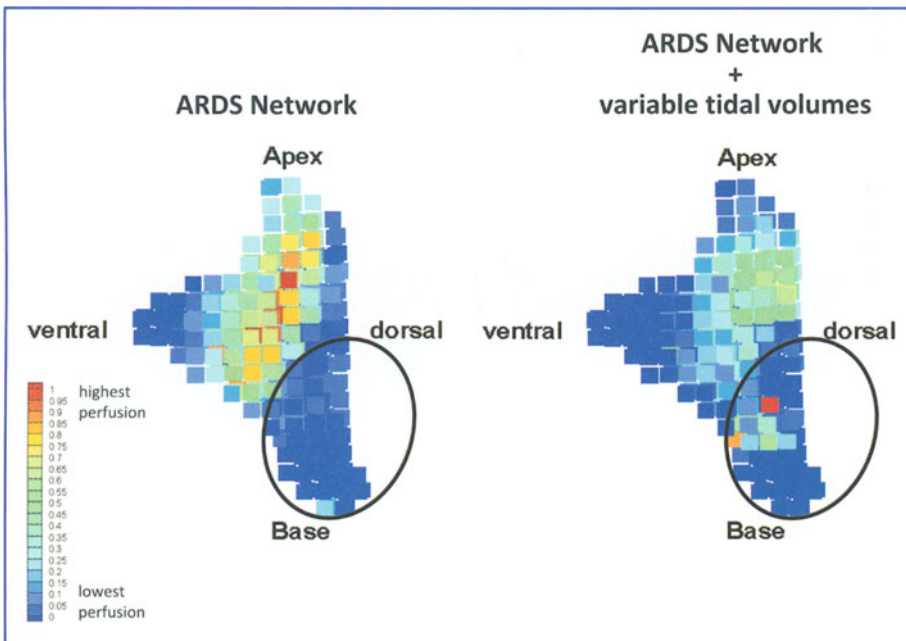 ARDS Network
ARDS Network
+
variable tidal volumes
Apex
ventral
dorsal
Base
Apex
ventral
dorsal
Base
highest
perfusion
lowest
perfusion
1
0.95
0.9
0.85
0.8
0.75
0.7
0.65
0.6
0.55
0.5
0.45
0.4
0.35
0.3
0.25
0.2
0.15
0.1
0.05
0